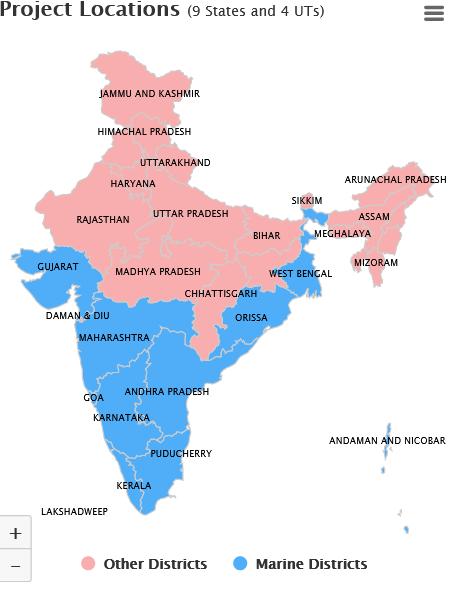 Project Locations (9 States and 4 UTs)
JAMMU AND KASHMIR
HIMACHAL PRADESH
UTTARAKHAND
HARYANA
ARUNACHAL PRADESH
SIKKIM
RAJASTHAN
UTTAR PRADESH
ASSAM
BIHAR
MEGHALAYA
MIZORAM
GUJARAT
MADHYA PRADESH
WEST BENGAL
CHHATTISGARH
DAMAN & DIU
ORISSA
MAHARASHTRA
ANDHRA PRADESH
GOA
KARNATAKA
ANDAMAN AND NICOBAR
PUDUCHERRY
KERALA
LAKSHADWEEP
+
–
Other Districts
Marine Districts